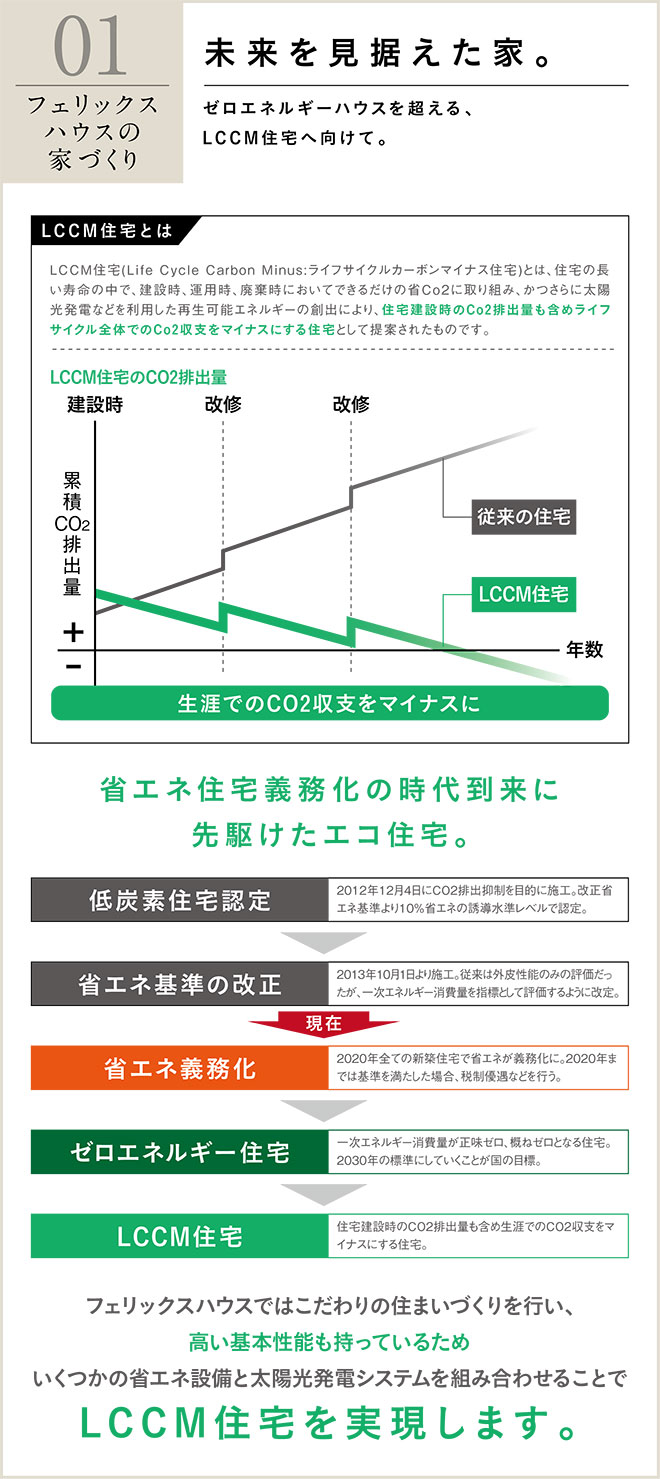 01
フェリックス
ハウスの
家づくり
未来を見据えた家。
ゼロエネルギーハウスを超える、
LCCM住宅へ向けて。
LCCM住宅とは
LCCM住宅(Life Cycle Carbon Minus:ライフサイクルカーボンマイナス住宅)とは、住宅の長
い寿命の中で、建設時、運用時、廃棄時においてできるだけの省Co2に取り組み、かつさらに太陽
光発電などを利用した再生可能エネルギーの創出により、住宅建設時のCo2排出量も含めライフ
サイクル全体でのCo2収支をマイナスにする住宅として提案されたものです。
LCCM住宅のCO2排出量
建設時 改修 改修
累積CO2排出量
+
−
従来の住宅
LCCM住宅
年数
生涯でのCO2収支をマイナスに
省エネ住宅義務化の時代到来に
先駆けたエコ住宅。
低炭素住宅認定
2012年12月4日にCO2排出抑制を目的に施工。改正省
エネ基準より10%省エネの誘導水準レベルで認定。
省エネ基準の改正
2013年10月1日より施工。従来は外皮性能のみの評価だっ
たが、一次エネルギー消費量を指標として評価するように改定。
現在
省エネ義務化
2020年全ての新築住宅で省エネが義務化に。2020年ま
では基準を満たした場合、税制優遇などを行う。
ゼロエネルギー住宅
一次エネルギー消費量が正味ゼロ、概ねゼロとなる住宅。
2030年の標準にしていくことが国の目標。
LCCM住宅
住宅建設時のCO2排出量も含め生涯でのCO2収支をマ
イナスにする住宅。
フェリックスハウスではこだわりの住まいづくりを行い、
高い基本性能も持っているため
いくつかの省エネ設備と太陽光発電システムを組み合わせることで
LCCM住宅を実現します。